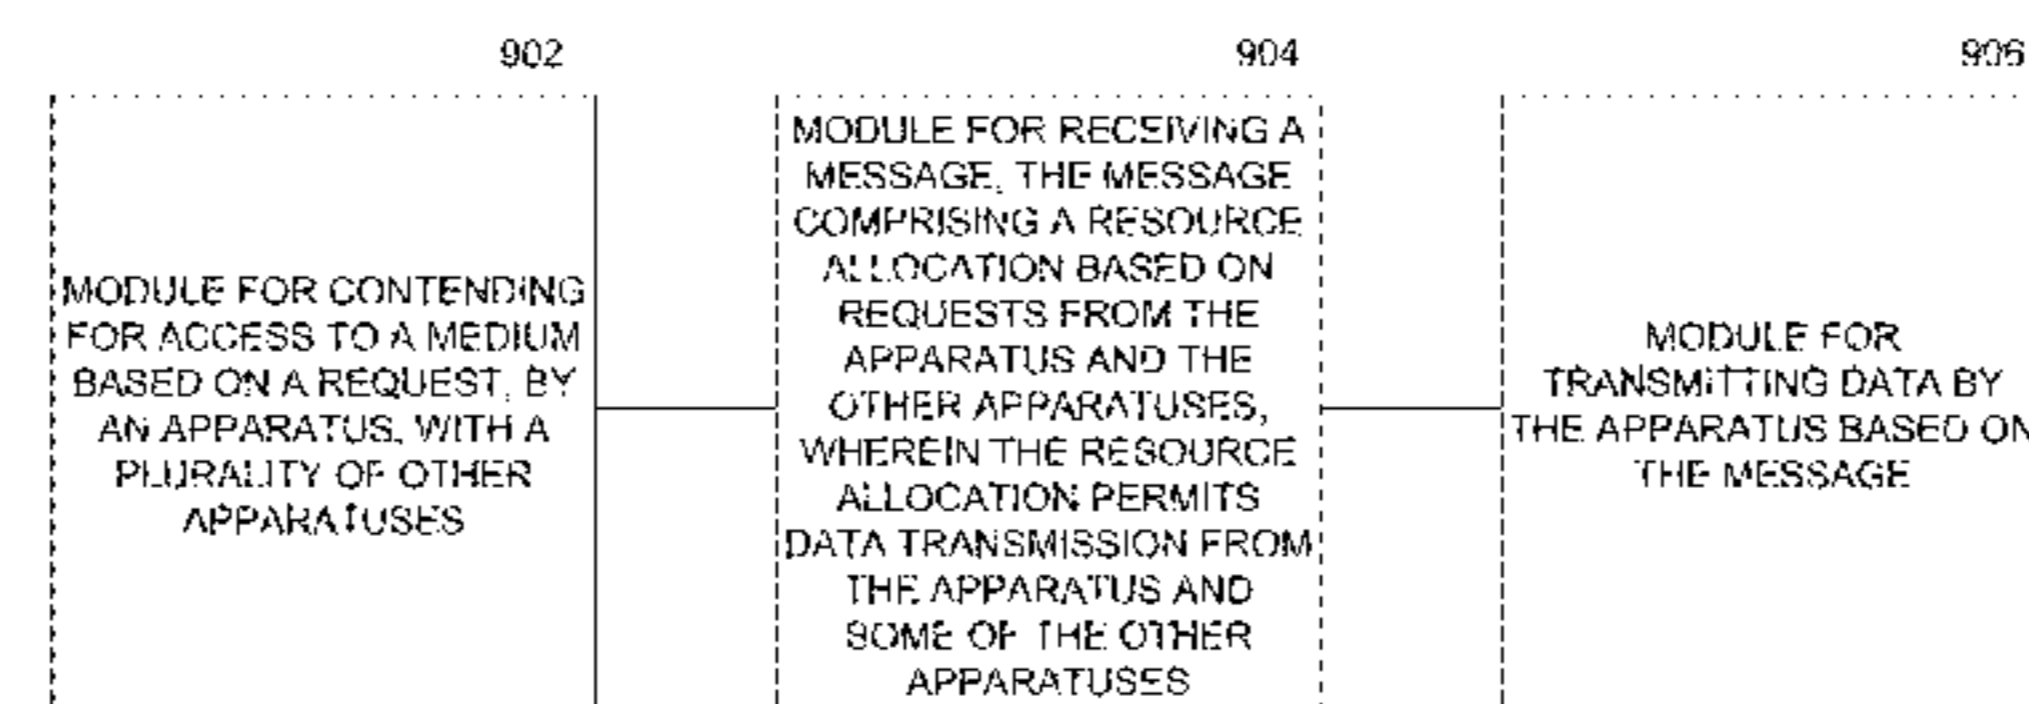 902
MODULE FOR CONTENDING
FOR ACCESS TO A MEDIUM
BASED ON A REQUEST, BY
AN APPARATUS, WITH A
PLURALITY OF OTHER
APPARATUSES
904
MODULE FOR RECEIVING A
MESSAGE, THE MESSAGE
COMPRISING A RESOURCE
ALLOCATION BASED ON
REQUESTS FROM THE
APPARATUS AND THE
OTHER APPARATUSES,
WHEREIN THE RESOURCE
ALLOCATION PERMITS
DATA TRANSMISSION FROM
THE APPARATUS AND
SOME OF THE OTHER
APPARATUSES
906
MODULE FOR
TRANSMITTING DATA BY
THE APPARATUS BASED ON
THE MESSAGE